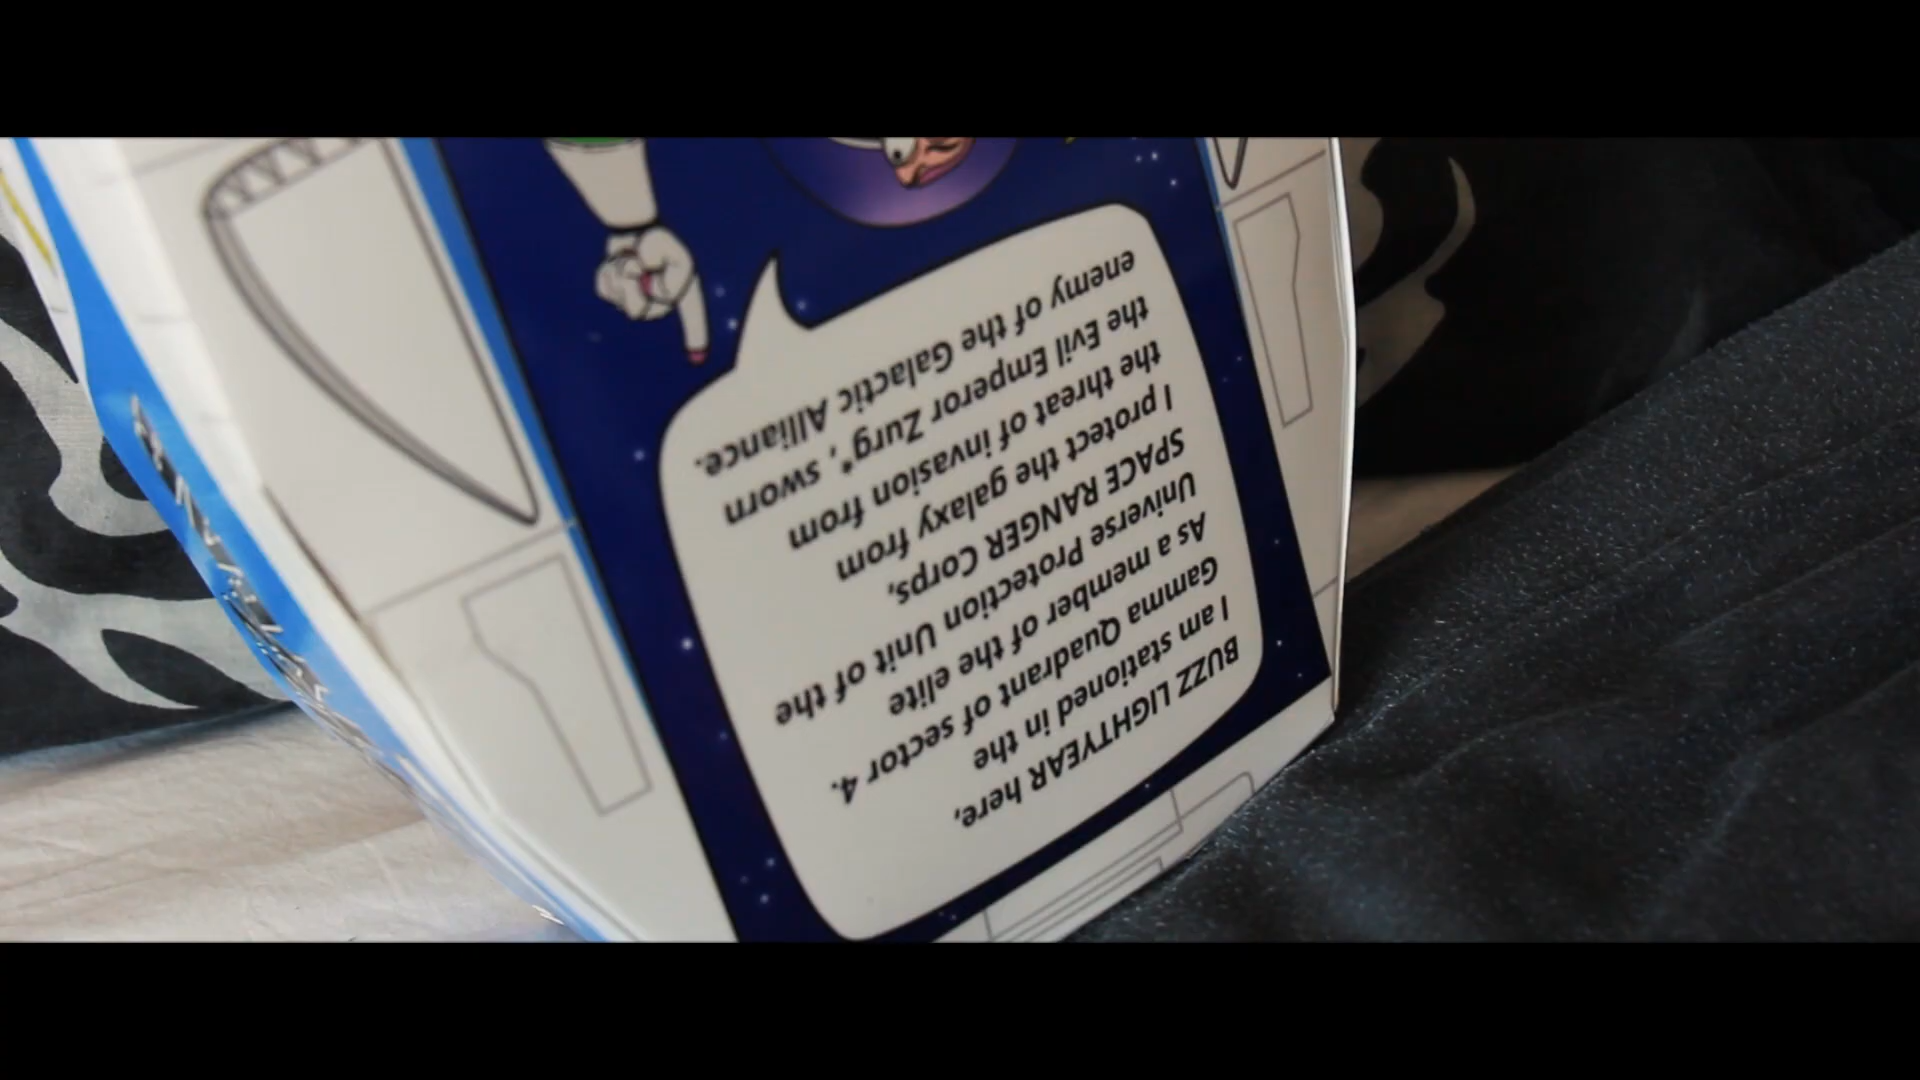 BUZZ LIGHTYEAR here,
I am stationed in the
Gamma Quadrant of sector 4.
As a member of the elite
Universe Protection Unit of the
SPACE RANGER Corps,
I protect the galaxy from
the threat of invasion from
the Evil Emperor Zurg*, sworn
enemy of the Galactic Alliance.